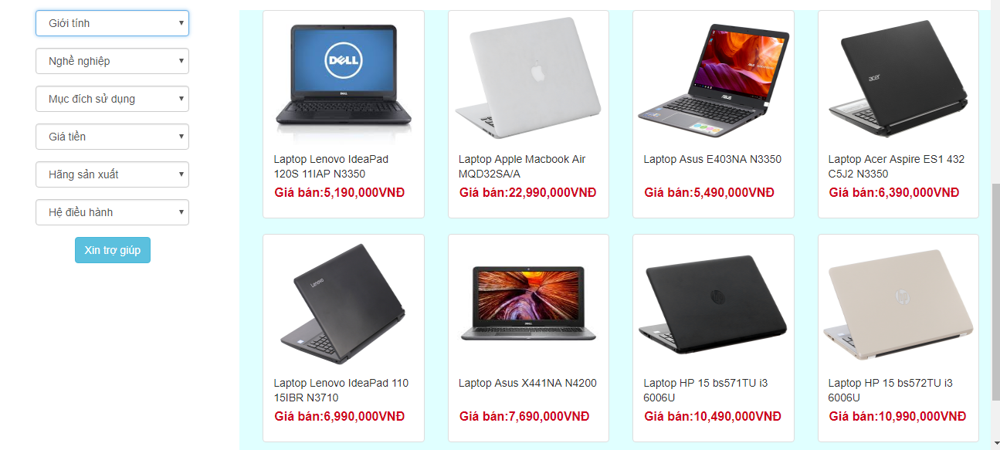 Giới tính
Nghề nghiệp
Mục đích sử dụng
Giá tiền
Hãng sản xuất
Hệ điều hành
Xin trợ giúp
DELL
DELL
Laptop Lenovo IdeaPad
120S 11IAP N3350
Giá bán:5,190,000VNĐ
Laptop Apple Macbook Air
MQD32SA/A
Giá bán:22,990,000VNĐ
ASUS
Laptop Asus E403NA N3350
Giá bán:5,490,000VNĐ
acer
Laptop Acer Aspire ES1 432
C5J2 N3350
Giá bán:6,390,000VNĐ
Lenovo
Laptop Lenovo IdeaPad 110
15IBR N3710
Giá bán:6,990,000VNĐ
DELL
Laptop Asus X441NA N4200
Giá bán:7,690,000VNĐ
hp
Laptop HP 15 bs571TU i3
6006U
Giá bán:10,490,000VNĐ
hp
Laptop HP 15 bs572TU i3
6006U
Giá bán:10,990,000VNĐ